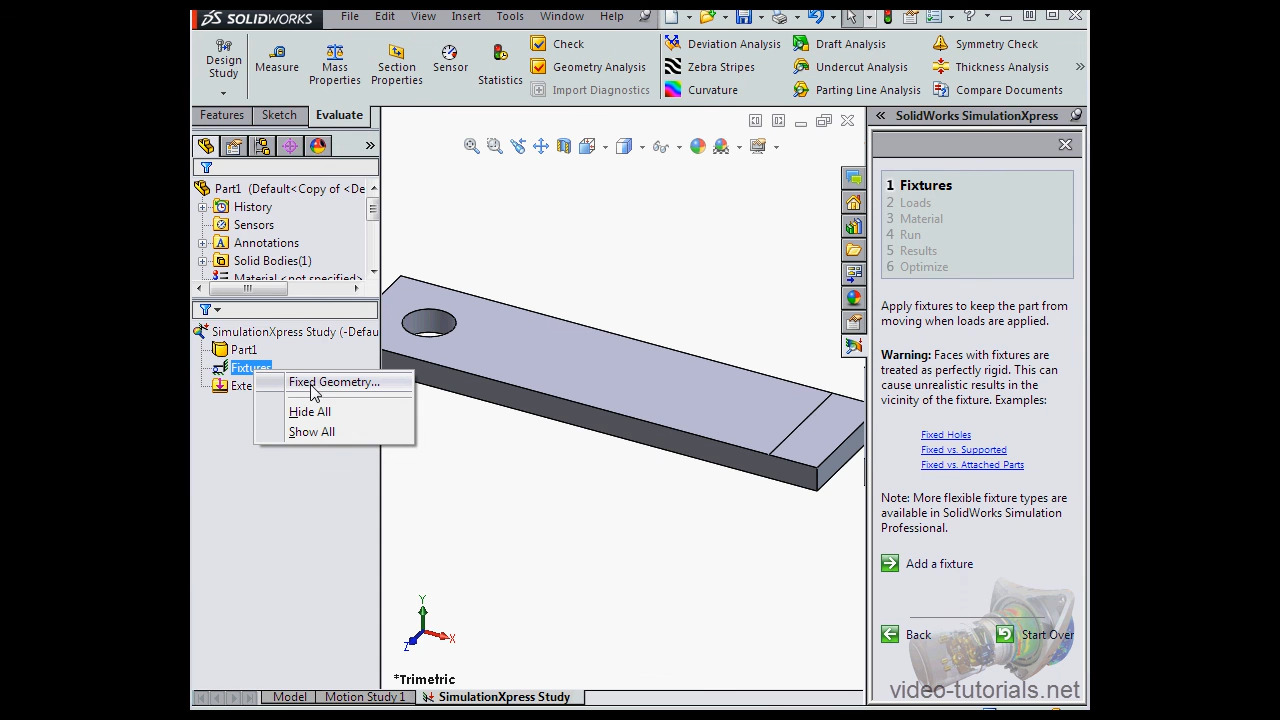 SOLIDWORKS File Edit View Insert Tools Window Help
Design Study
Measure
Mass Properties
Section Properties
Sensor
Statistics
Check
Geometry Analysis
Import Diagnostics
Deviation Analysis
Zebra Stripes
Curvature
Draft Analysis
Undercut Analysis
Parting Line Analysis
Symmetry Check
Thickness Analysis
Compare Documents
Features Sketch Evaluate
Part1 (Default<Copy of <De
History
Sensors
Annotations
Solid Bodies(1)
Material <not specified>
SimulationXpress Study (-Defau
Part1
Fixtures
Exte
Fixed Geometry...
Hide All
Show All
Y
X
Z
*Trimetric
Model Motion Study 1 SimulationXpress Study
SolidWorks SimulationXpress
1 Fixtures
2 Loads
3 Material
4 Run
5 Results
6 Optimize
Apply fixtures to keep the part from
moving when loads are applied.
Warning: Faces with fixtures are
treated as perfectly rigid. This can
cause unrealistic results in the
vicinity of the fixture. Examples:
Fixed Holes
Fixed vs. Supported
Fixed vs. Attached Parts
Note: More flexible fixture types are
available in SolidWorks Simulation
Professional.
Add a fixture
Back Start Over
video-tutorials.net